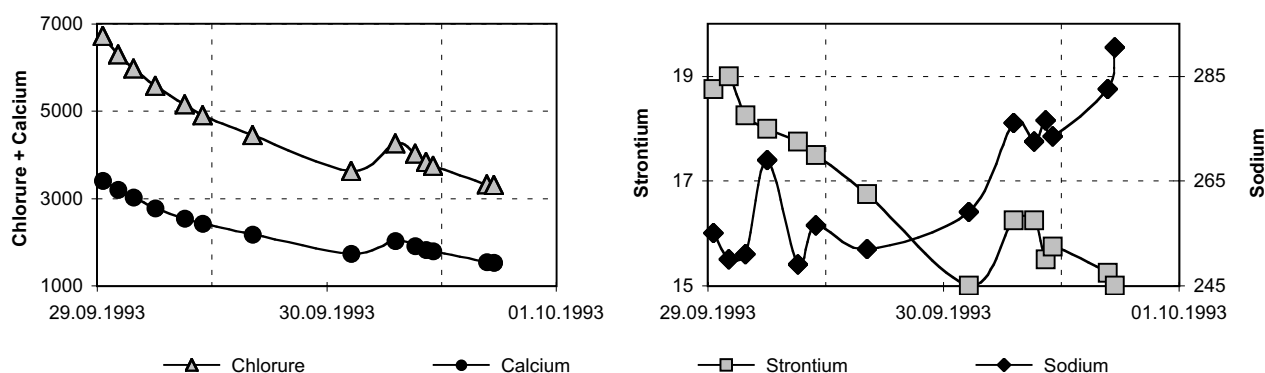 7000
5000
3000
1000
Chlorure + Calcium
29.09.1993 30.09.1993 01.10.1993
19
17
15
Strontium
285
265
245
Sodium
29.09.1993 30.09.1993 01.10.1993
Chlorure Calcium Strontium Sodium